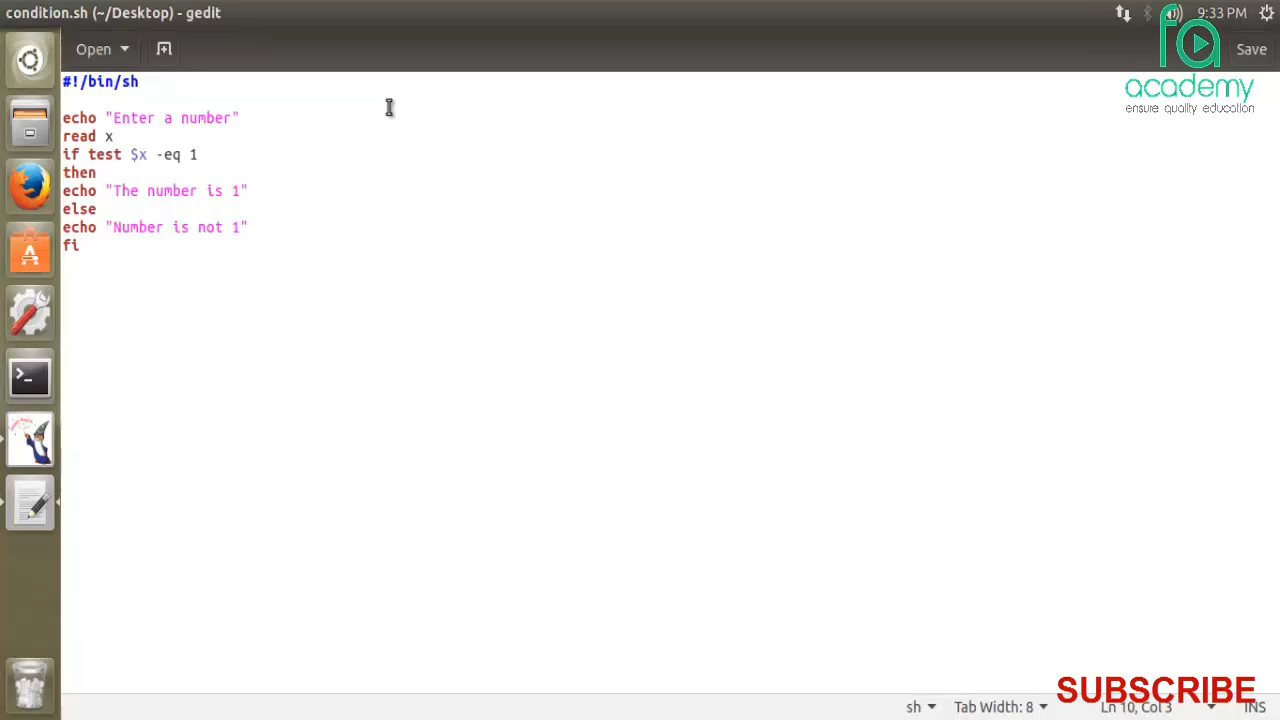 condition.sh (~/Desktop) - gedit
9:33 PM
Open
Save
fa
academy
ensure quality education
#!/bin/sh
echo "Enter a number"
read x
if test $x -eq 1
then
echo "The number is 1"
else
echo "Number is not 1"
fi
SUBSCRIBE
sh
Tab Width: 8
Ln 10, Col 3
INS